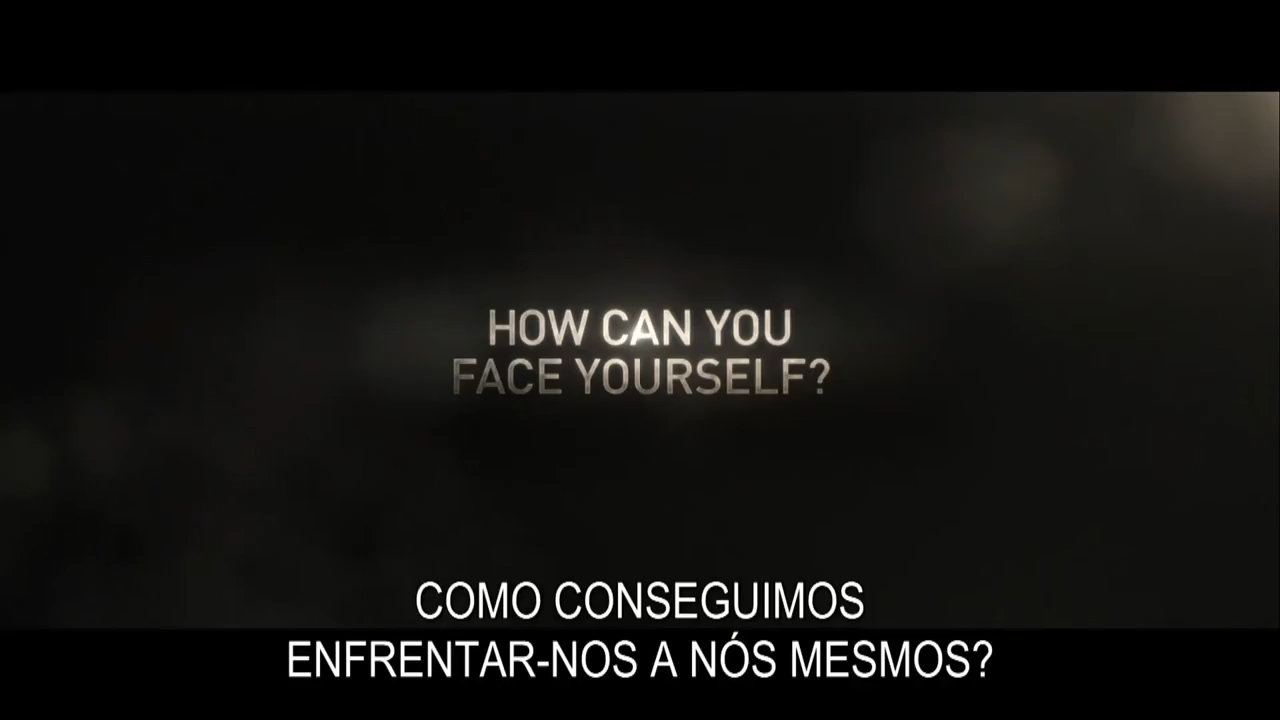 HOW CAN YOU
FACE YOURSELF?
COMO CONSEGUIMOS
ENFRENTAR-NOS A NÓS MESMOS?